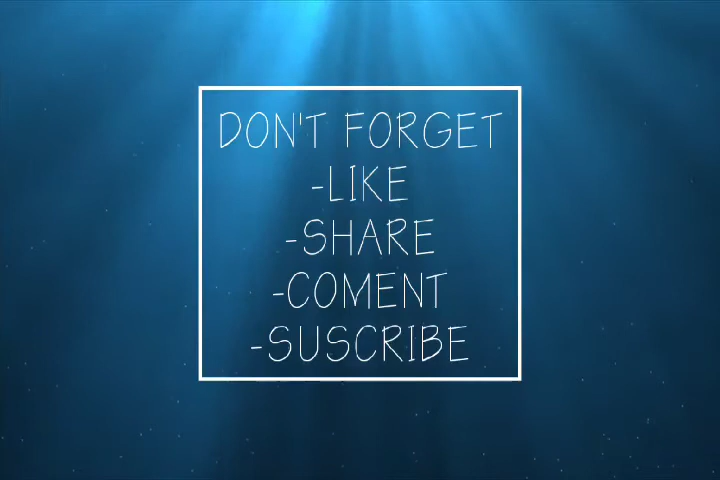 DON'T FORGET
-LIKE
-SHARE
-COMENT
-SUSCRIBE